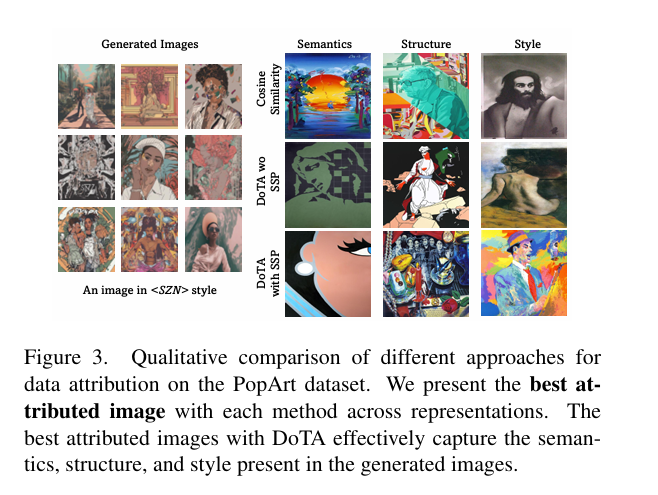 Generated Images
Semantics
Structure
Style
Cosine
Similarity
DoTA wo
SSP
DoTA
with SSP
An image in <SZN> style
Figure 3. Qualitative comparison of different approaches for
data attribution on the PopArt dataset. We present the best at-
tributed image with each method across representations. The
best attributed images with DoTA effectively capture the seman-
tics, structure, and style present in the generated images.